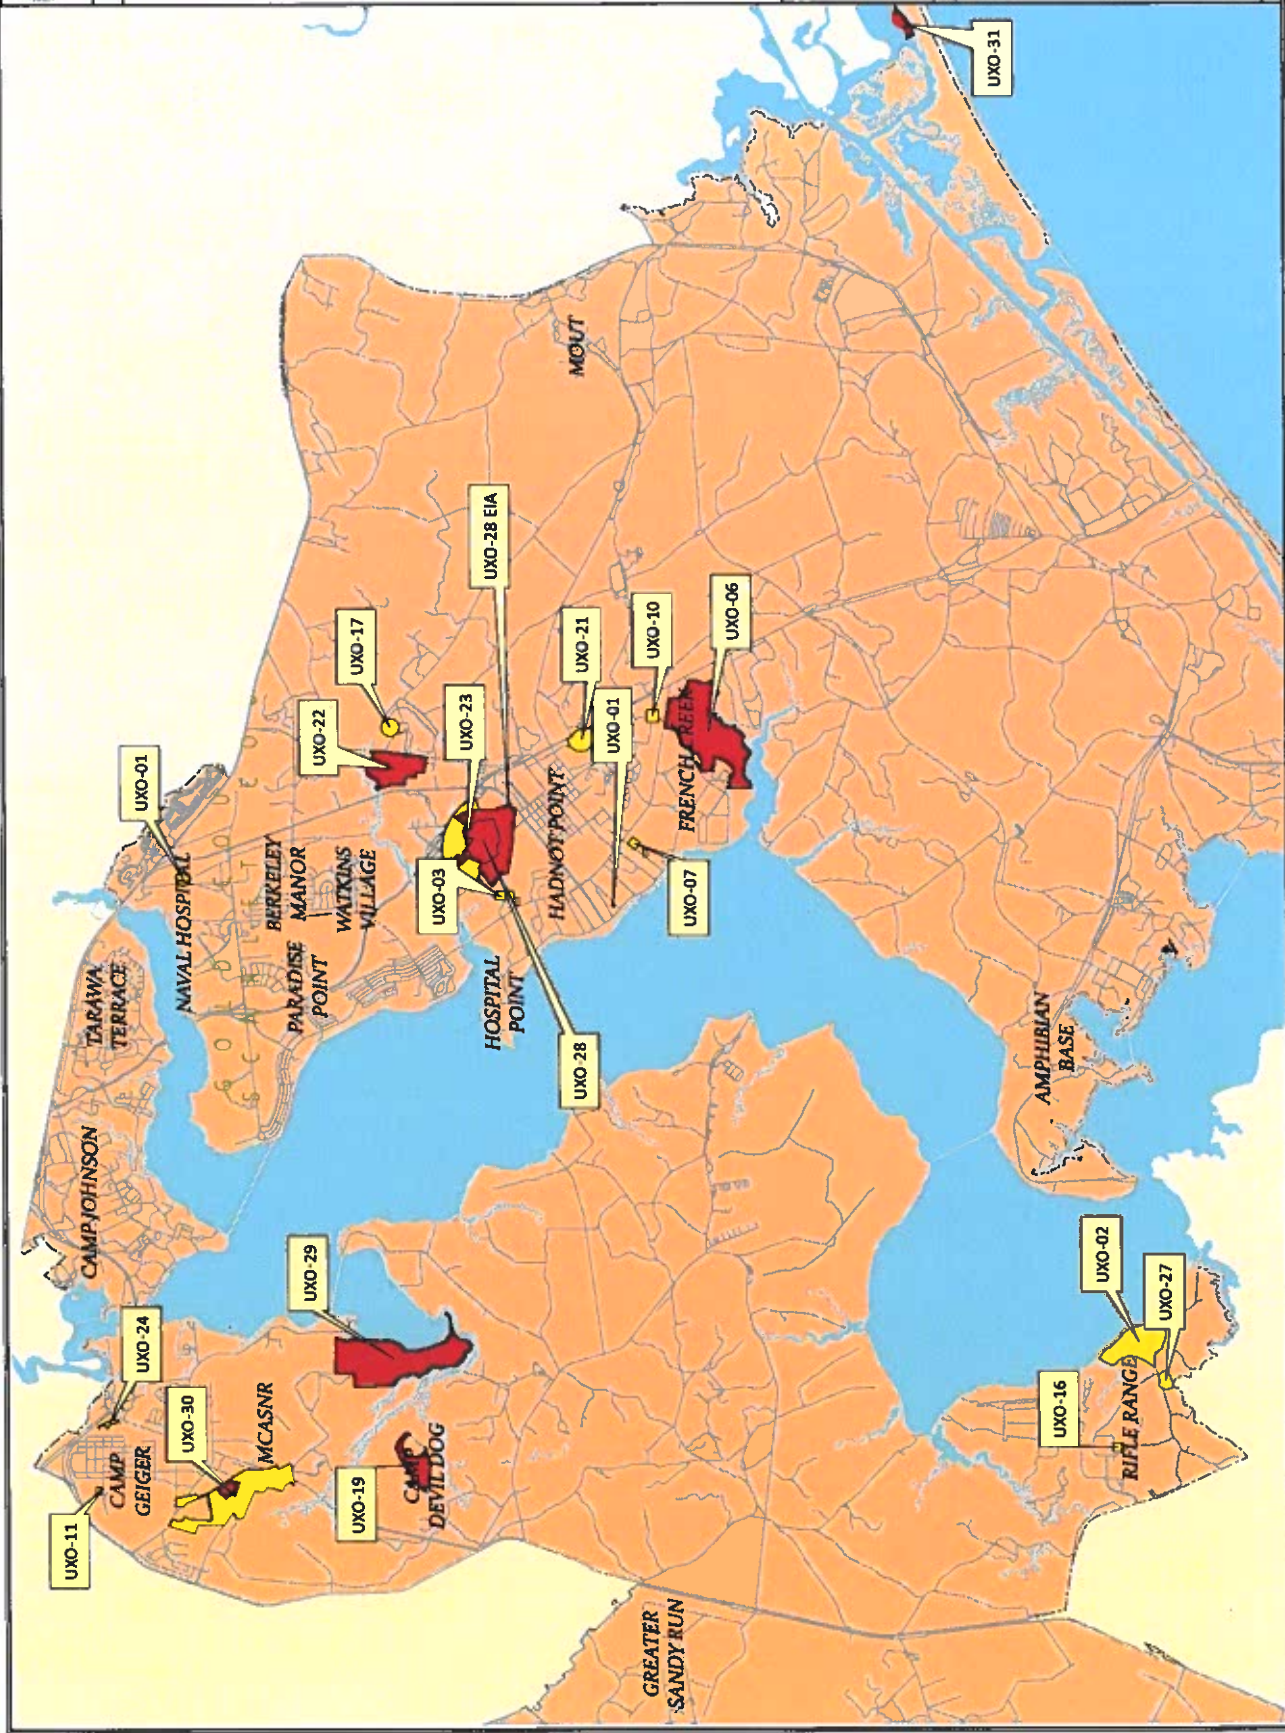 UXO-11
CAMP JOHNSON
TARAWA
TERRACE
CAMP
GEIGER
UXO-24
UXO-01
NAVAL HOSPITAL
UXO-30
MCASNR
BERKELEY
MANOR
PARADISE
POINT
UXO-29
UXO-22
WATKINS
VILLAGE
UXO-19
UXO-17
CAMP
DEVIL DOG
UXO-03
UXO-23
UXO-28 EIA
HOSPITAL
POINT
HADNOT POINT
UXO-28
UXO-21
MOUT
UXO-01
UXO-10
GREATER
SANDY RUN
FRENCH CREEK
UXO-07
UXO-06
UXO-31
AMPHIBIAN
BASE
UXO-16
UXO-02
RIFLE RANGE
UXO-27